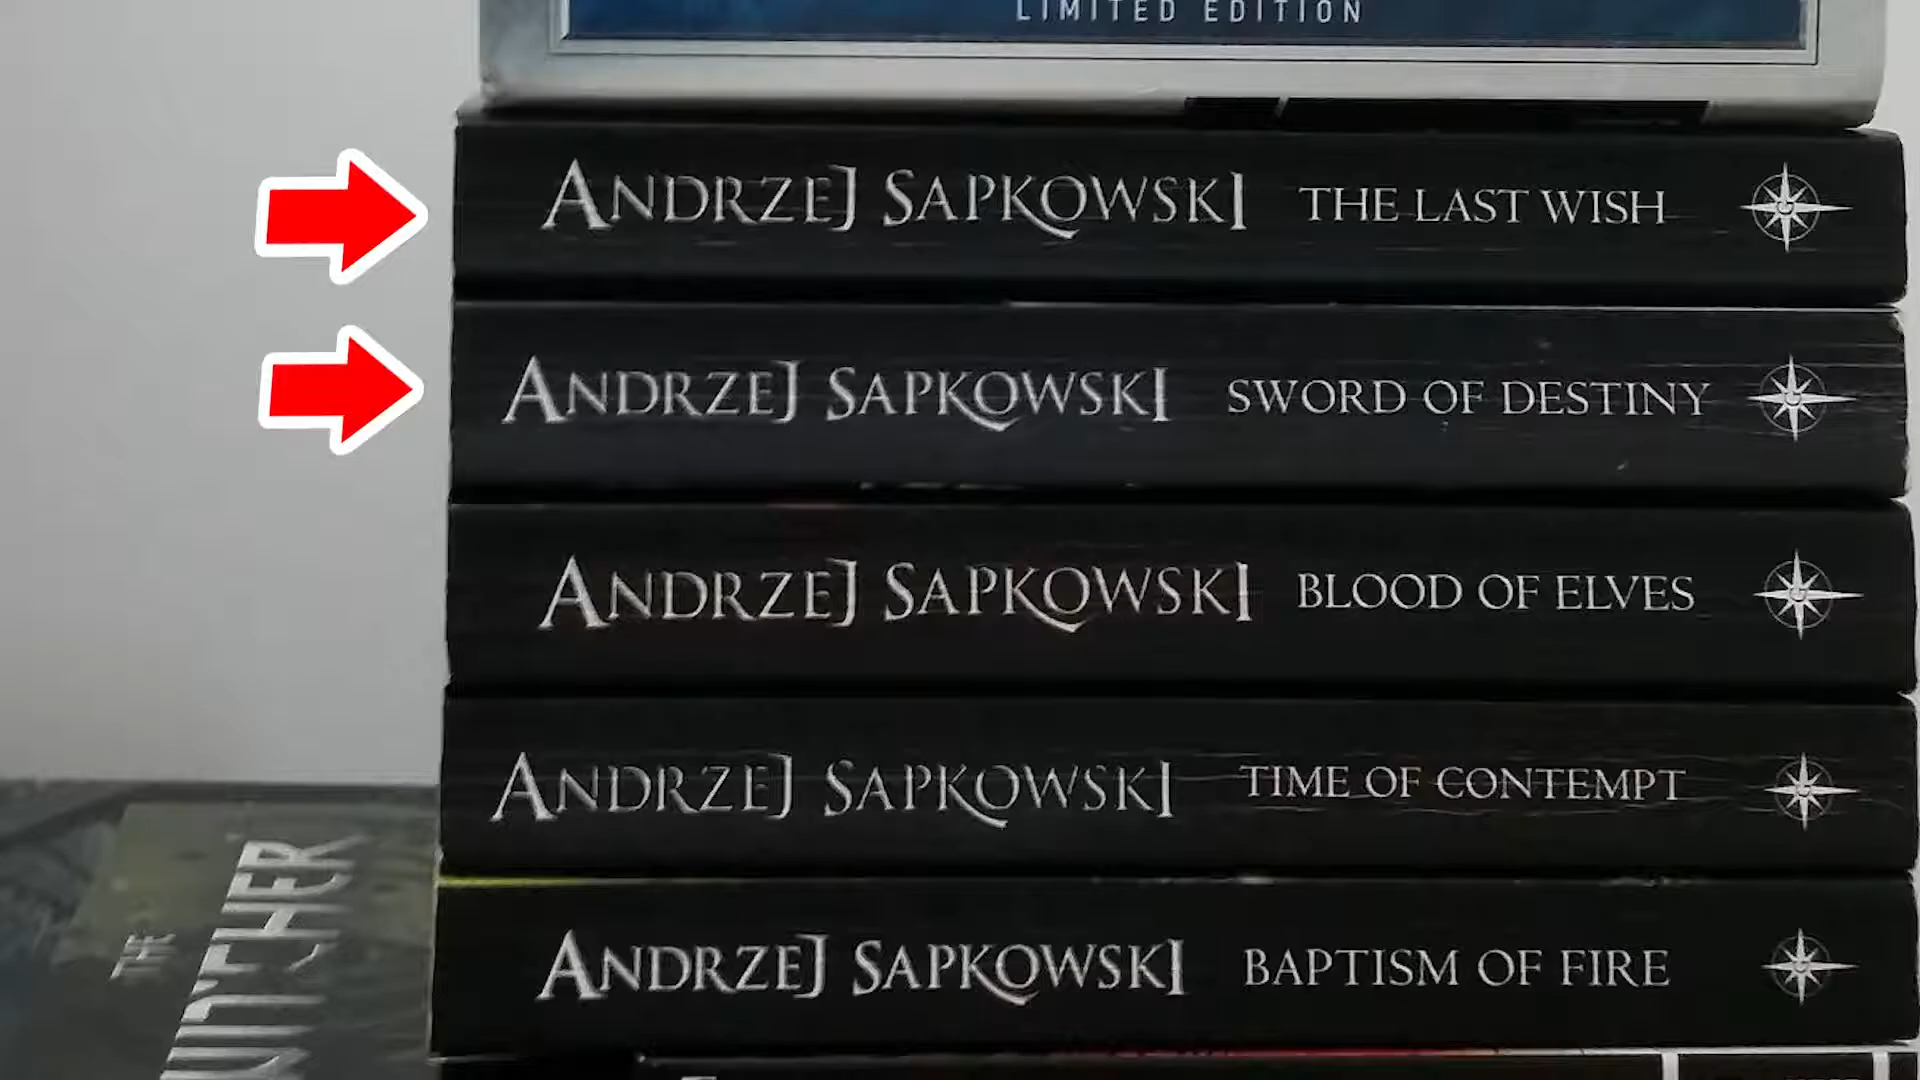 LIMITED EDITION
ANDRZEJ SAPKOWSKI THE LAST WISH
ANDRZEJ SAPKOWSKI SWORD OF DESTINY
ANDRZEJ SAPKOWSKI BLOOD OF ELVES
ANDRZEJ SAPKOWSKI TIME OF CONTEMPT
ANDRZEJ SAPKOWSKI BAPTISM OF FIRE
THE
WITCHER